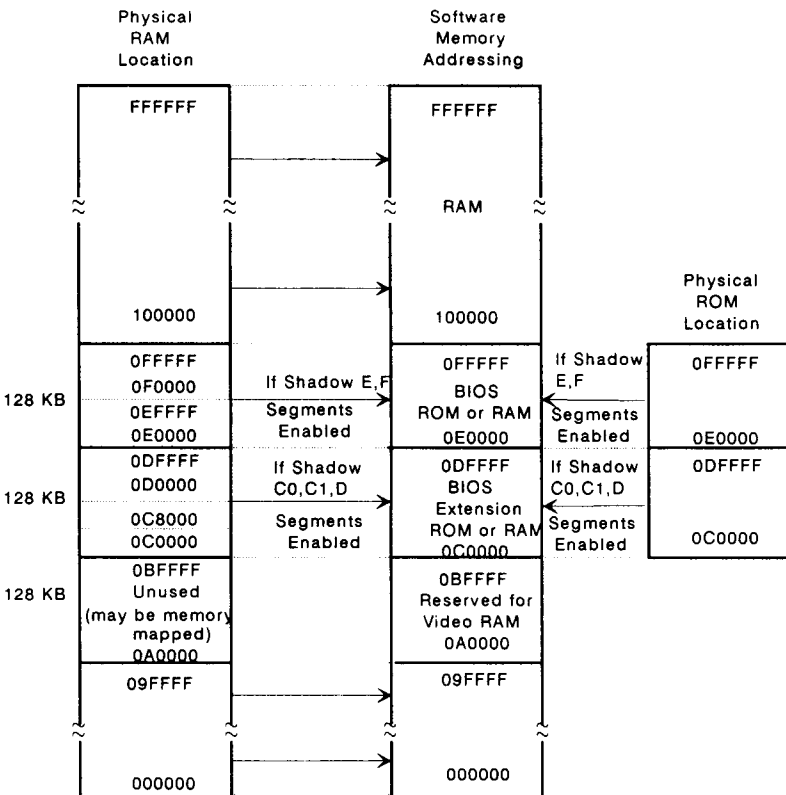 Physical
RAM
Location
FFFFFF
100000
0FFFFF
0F0000
128 KB
0EFFFF
0E0000
0DFFFF
0D0000
128 KB
0C8000
0C0000
0BFFFF
128 KB
Unused
(may be memory
mapped)
0A0000
09FFFF
000000
If Shadow E,F
Segments
Enabled
If Shadow
C0,C1,D
Segments
Enabled
Software
Memory
Addressing
FFFFFF
RAM
100000
0FFFFF
BIOS
ROM or RAM
0E0000
0DFFFF
BIOS
Extension
ROM or RAM
0C0000
0BFFFF
Reserved for
Video RAM
0A0000
09FFFF
000000
If Shadow
E,F
Segments
Enabled
If Shadow
C0,C1,D
Segments
Enabled
Physical
ROM
Location
0FFFFF
0E0000
0DFFFF
0C0000